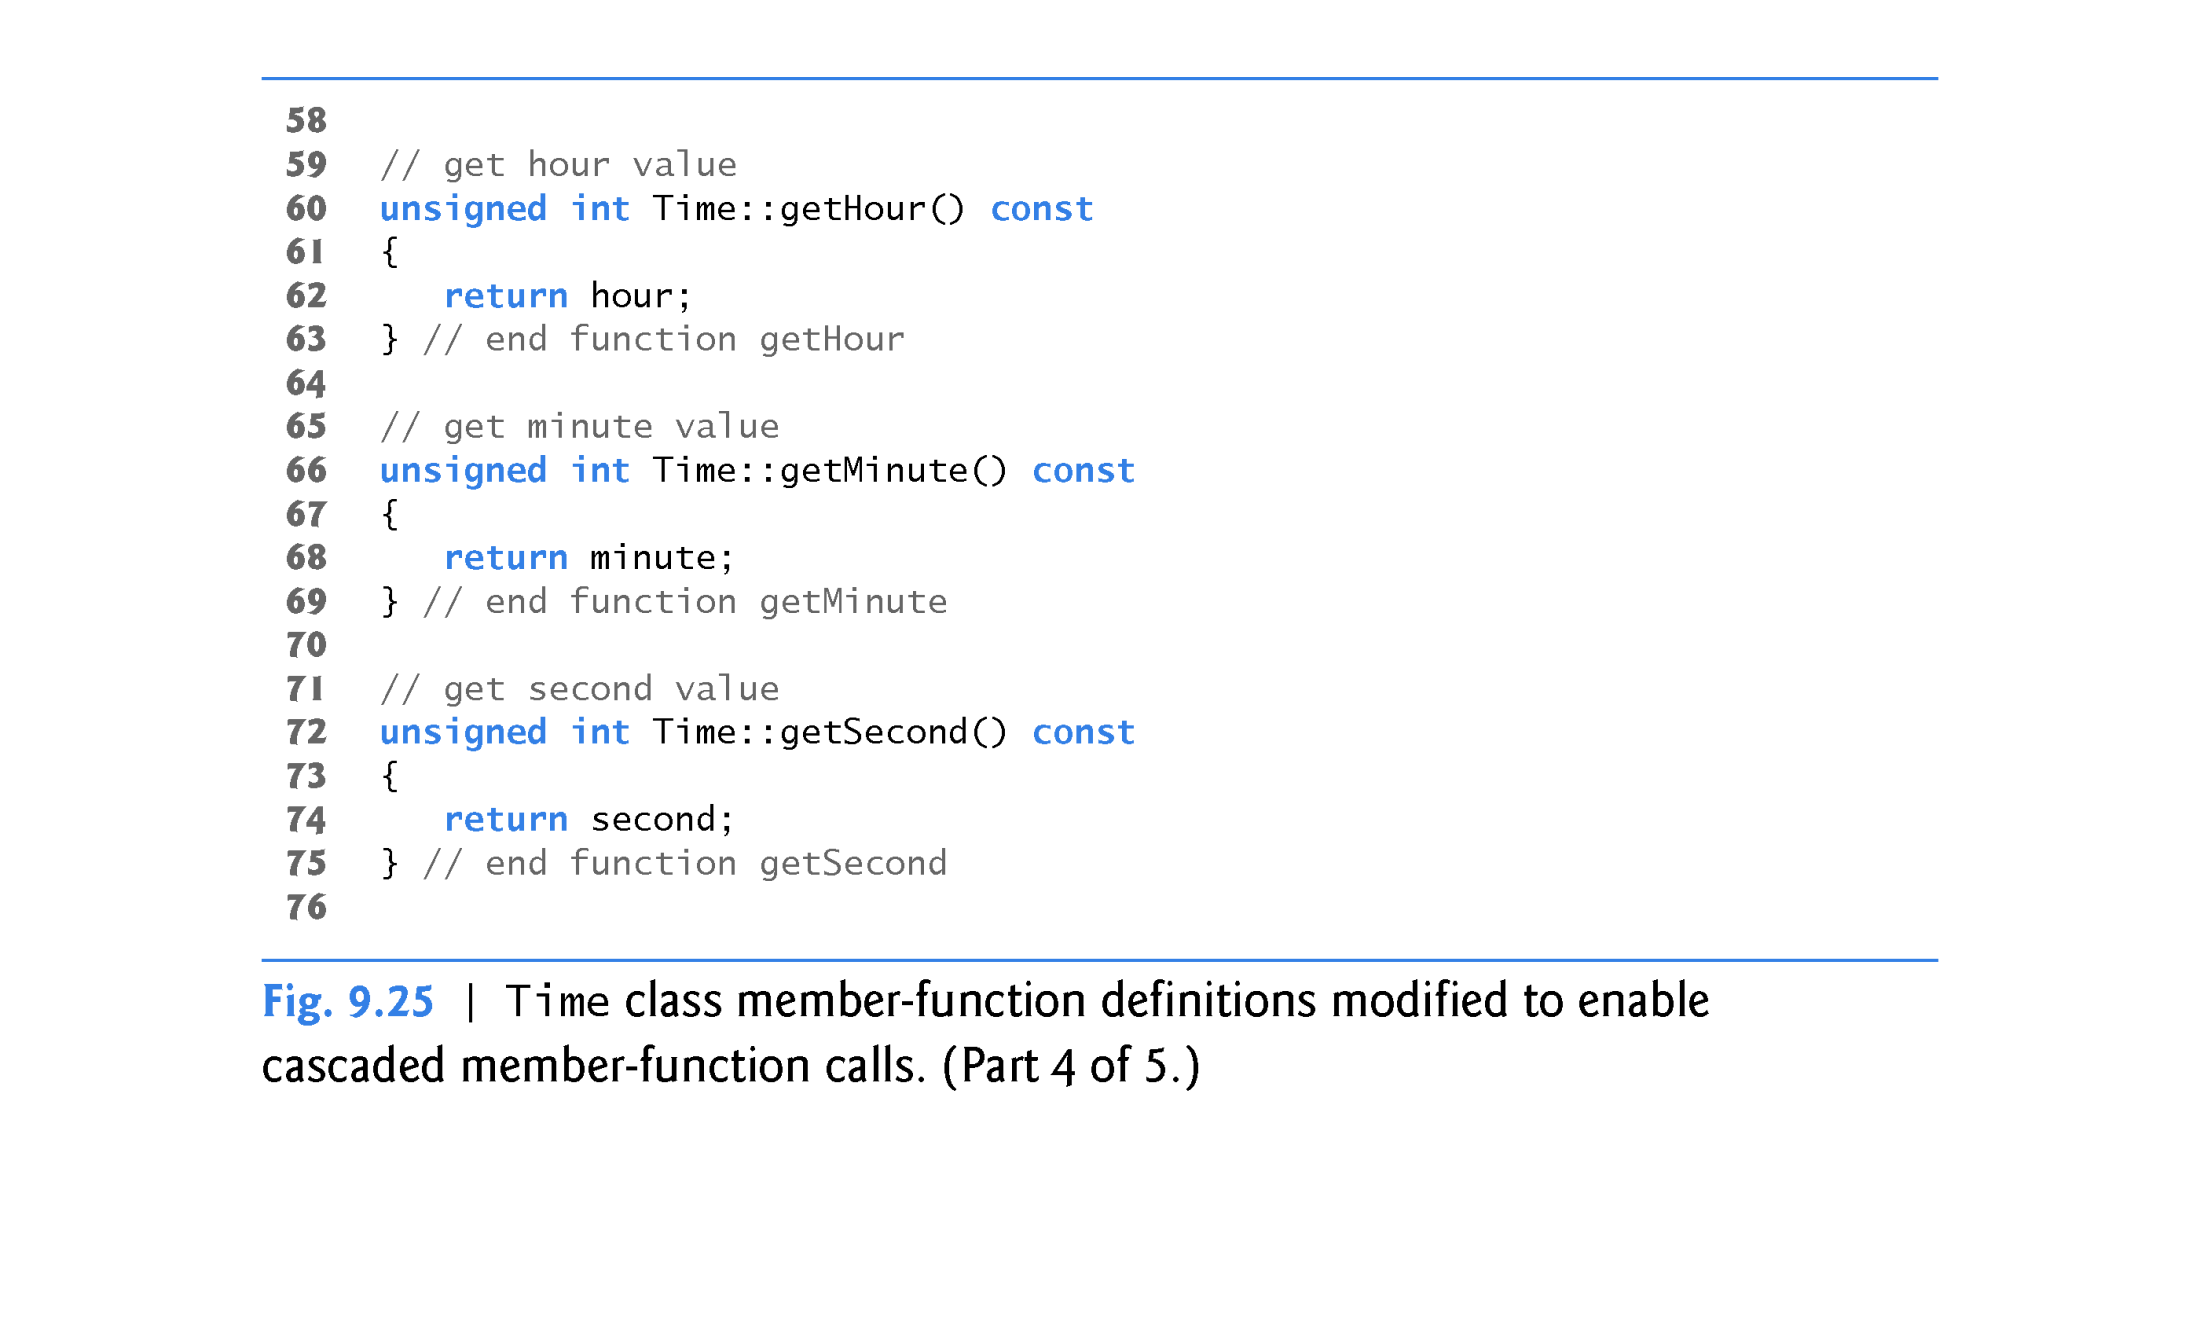 58
59 // get hour value
60 unsigned int Time::getHour() const
61 {
62 return hour;
63 } // end function getHour
64
65 // get minute value
66 unsigned int Time::getMinute() const
67 {
68 return minute;
69 } // end function getMinute
70
71 // get second value
72 unsigned int Time::getSecond() const
73 {
74 return second;
75 } // end function getSecond
76
Fig. 9.25 | Time class member-function definitions modified to enable
cascaded member-function calls. (Part 4 of 5.)